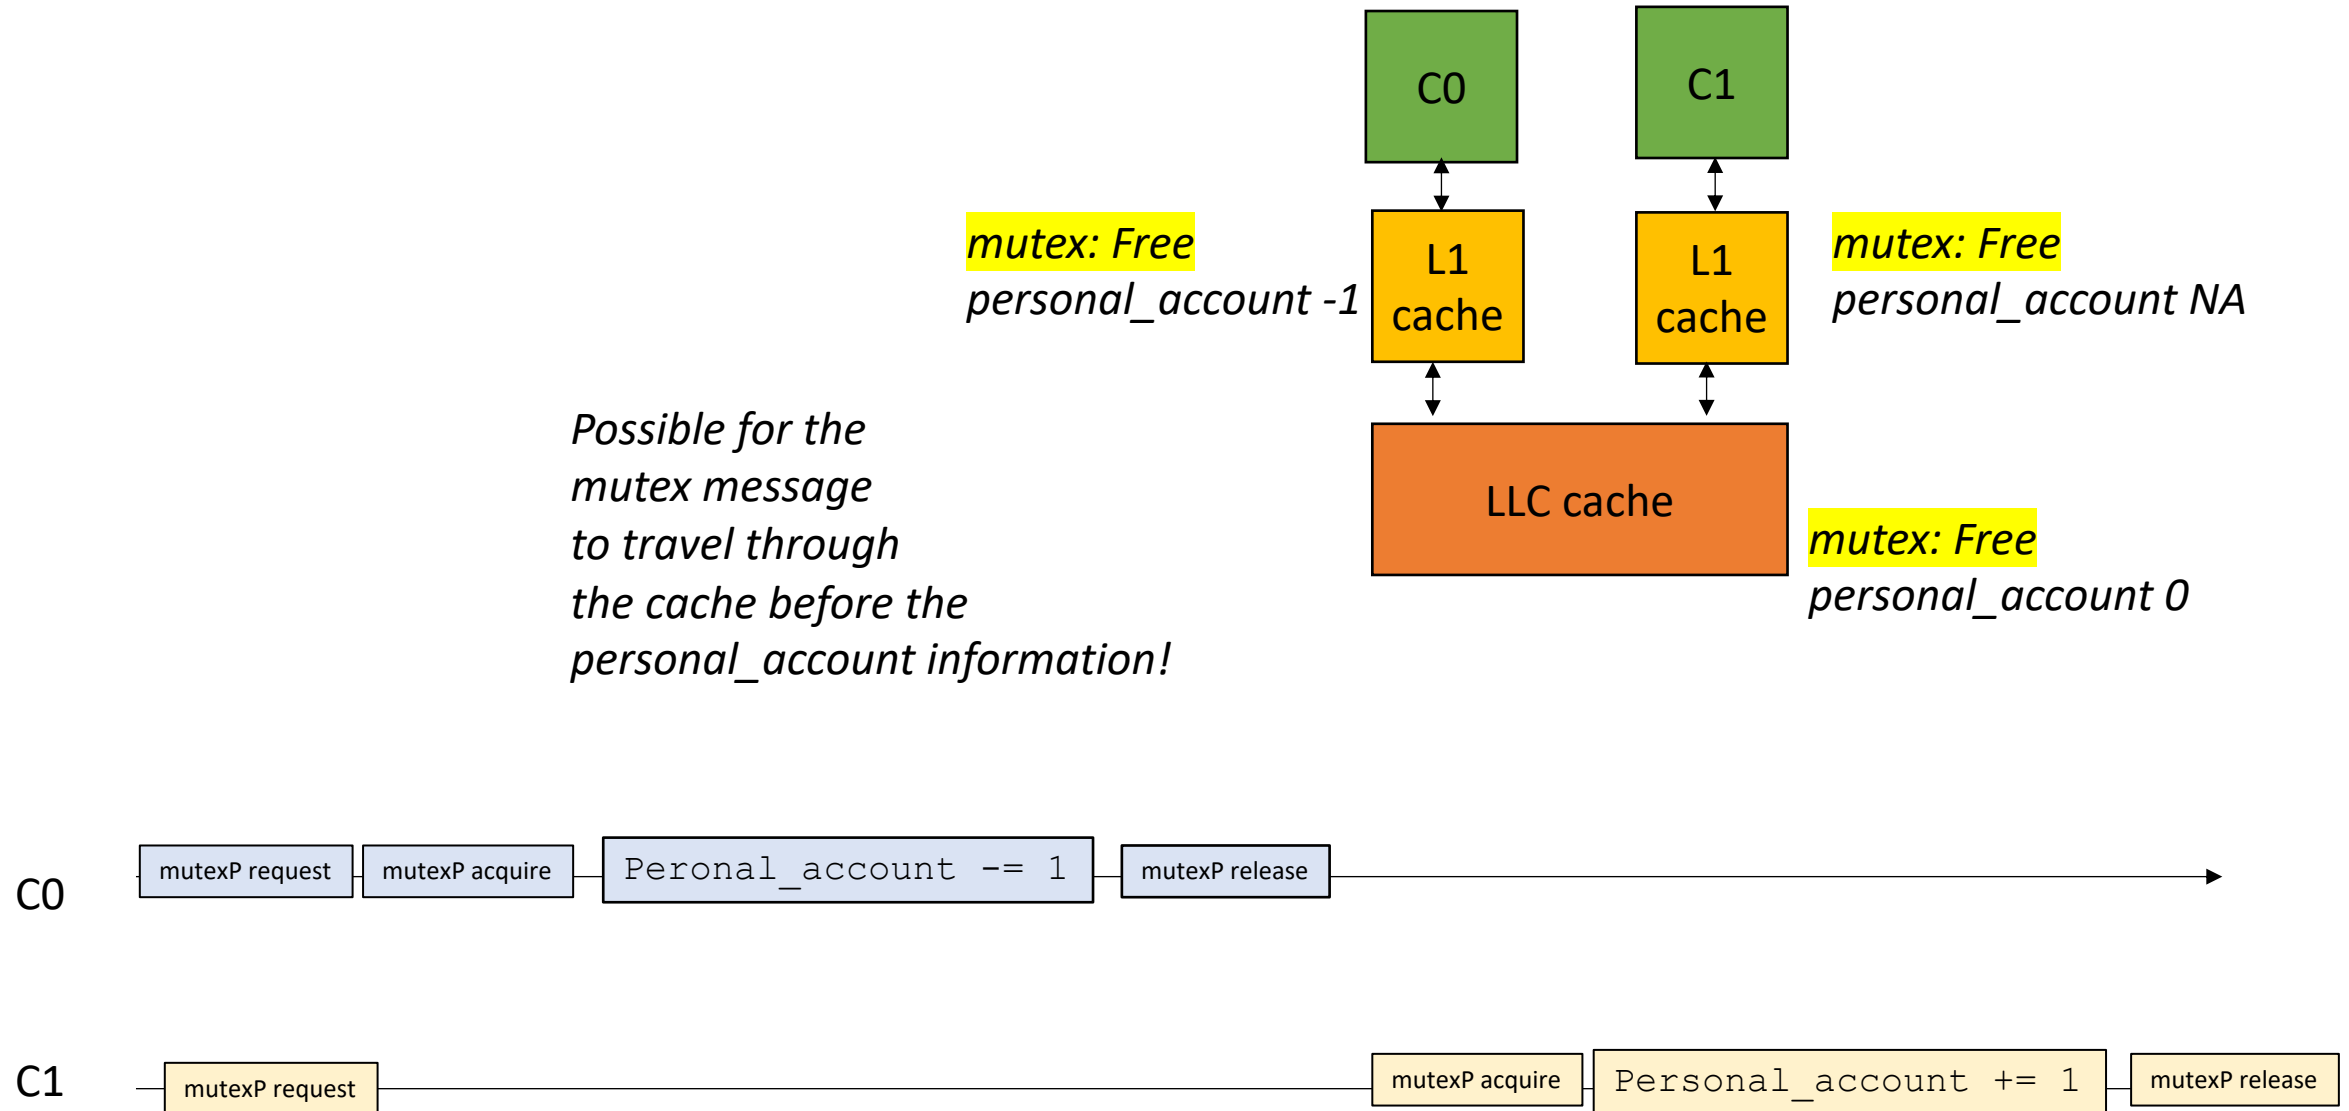 C0
C1
mutex: Free
personal_account -1
L1
cache
L1
cache
mutex: Free
personal_account NA
Possible for the
mutex message
to travel through
the cache before the
personal_account information!
LLC cache
mutex: Free
personal_account 0
C0
mutexP request
mutexP acquire
Peronal_account -= 1
mutexP release
C1
mutexP request
mutexP acquire
Personal_account += 1
mutexP release